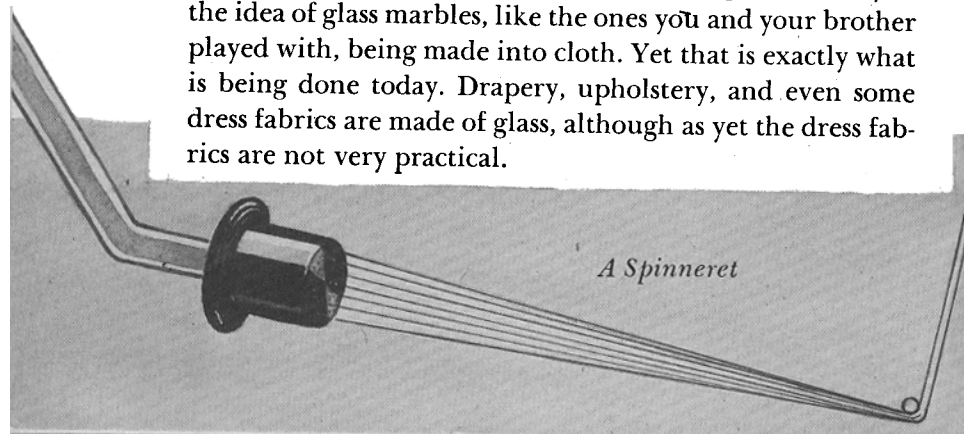 the idea of glass marbles, like the ones you and your brother
played with, being made into cloth. Yet that is exactly what
is being done today. Drapery, upholstery, and even some
dress fabrics are made of glass, although as yet the dress fab-
rics are not very practical.
A Spinneret